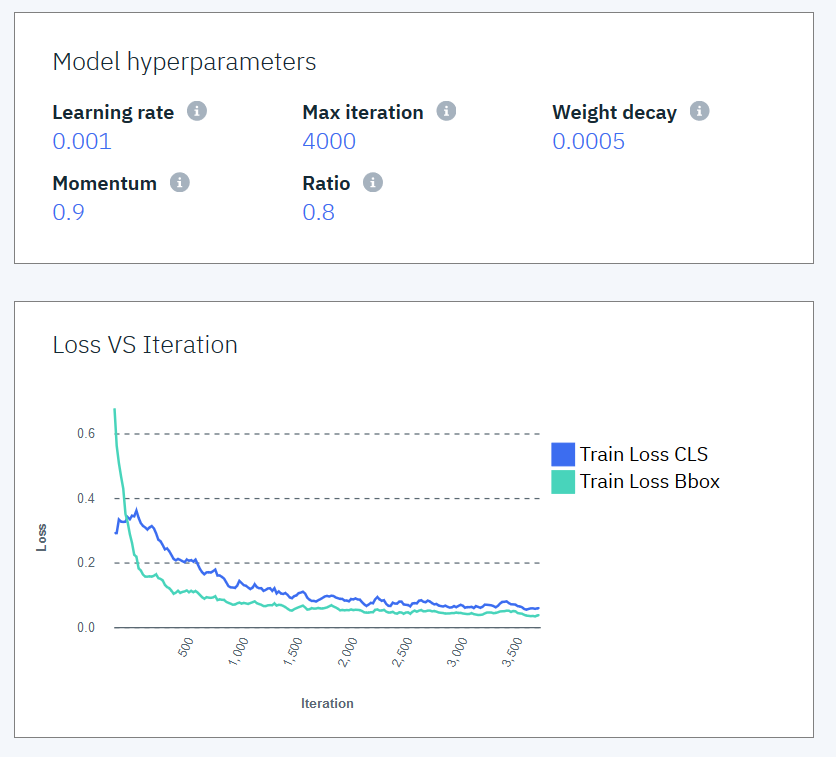 Model hyperparameters
Learning rate Max iteration Weight decay
0.001 4000 0.0005
Momentum Ratio
0.9 0.8
Loss VS Iteration
0.6
0.4
0.2
0.0
Loss
500 1,000 1,500 2,000 2,500 3,000 3,500
Iteration
Train Loss CLS
Train Loss Bbox